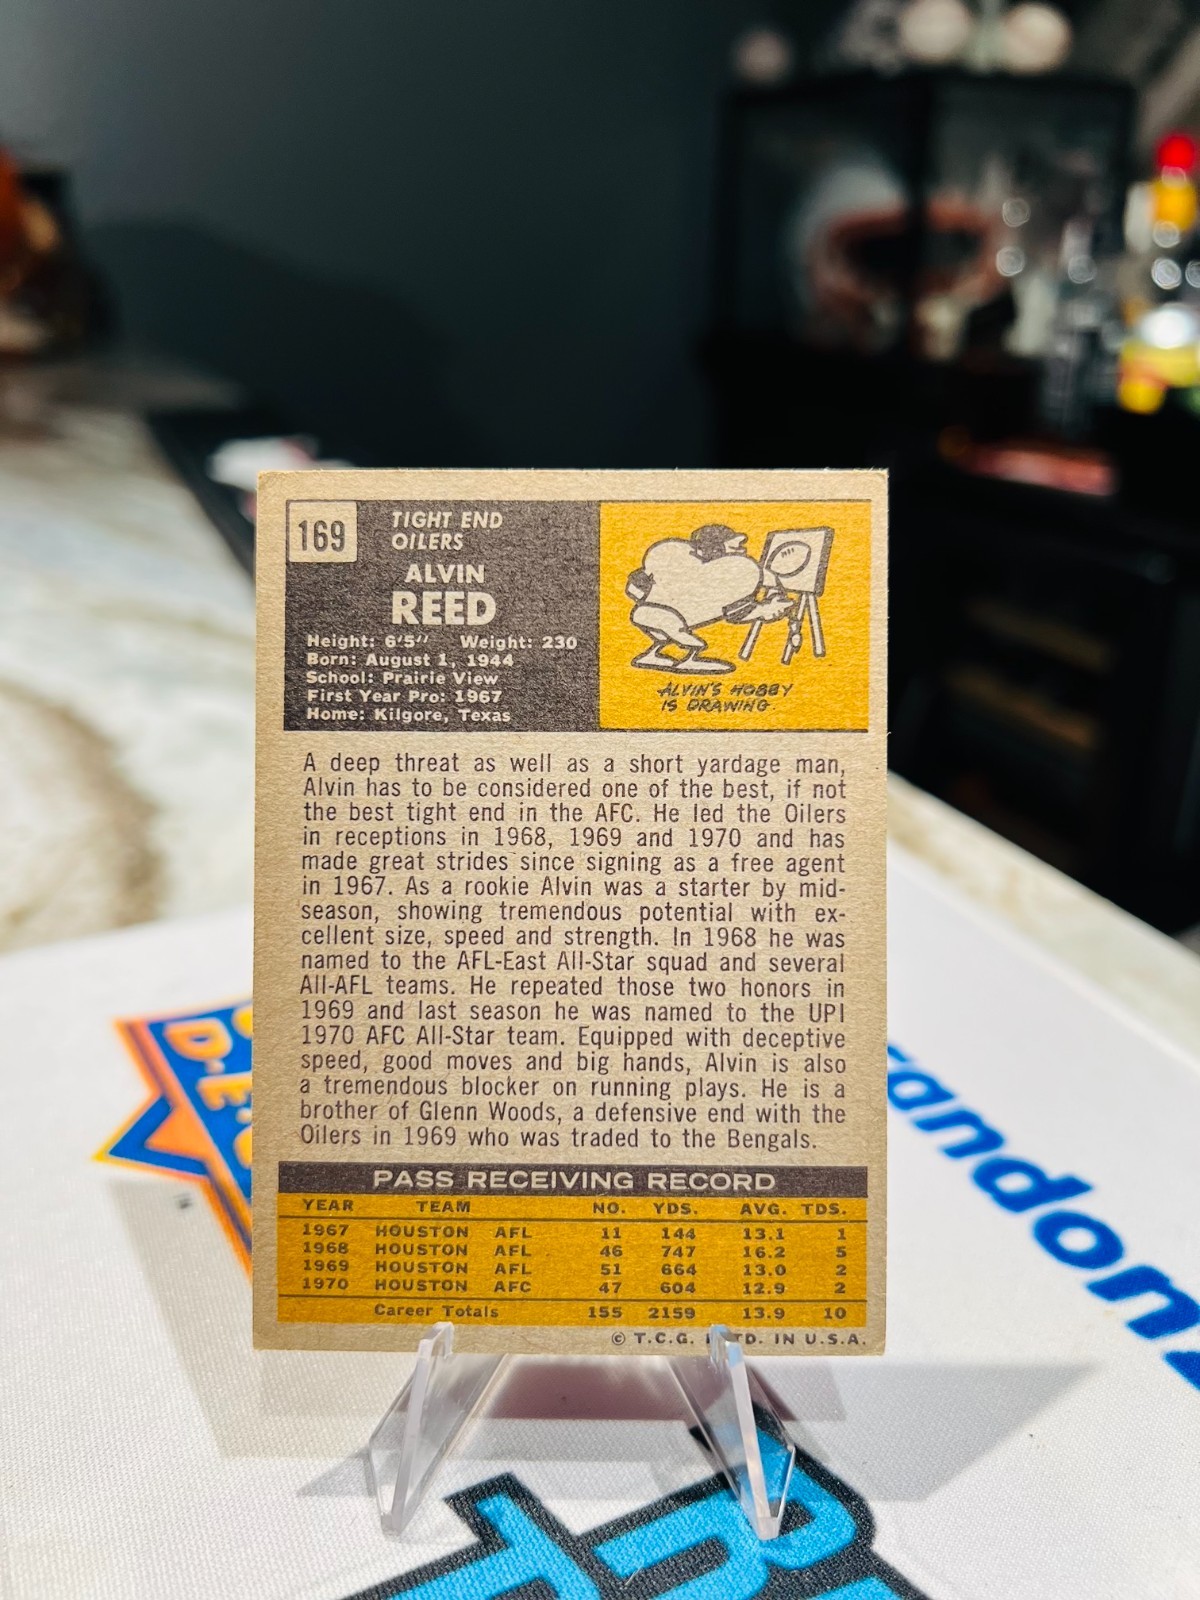 169
TIGHT END
OILERS
ALVIN
REED
Height: 6'5" Weight: 230
Born: August 1, 1944
School: Prairie View
First Year Pro: 1967
Home: Kilgore, Texas
ALVIN'S HOBBY
IS DRAWING.
A deep threat as well as a short yardage man,
Alvin has to be considered one of the best, if not
the best tight end in the AFC. He led the Oilers
in receptions in 1968, 1969 and 1970 and has
made great strides since signing as a free agent
in 1967. As a rookie Alvin was a starter by mid-
season, showing tremendous potential with ex-
cellent size, speed and strength. In 1968 he was
named to the AFL-East All-Star squad and several
All-AFL teams. He repeated those two honors in
1969 and last season he was named to the UPI
1970 AFC All-Star team. Equipped with deceptive
speed, good moves and big hands, Alvin is also
a tremendous blocker on running plays. He is a
brother of Glenn Woods, a defensive end with the
Oilers in 1969 who was traded to the Bengals.
PASS RECEIVING RECORD
YEAR TEAM NO. YDS. AVG. TDS.
1967 HOUSTON AFL 11 144 13.1 1
1968 HOUSTON AFL 46 747 16.2 5
1969 HOUSTON AFL 51 664 13.0 2
1970 HOUSTON AFC 47 604 12.9 2
Career Totals 155 2159 13.9 10
© T.C.G. TD. IN U.S.A.